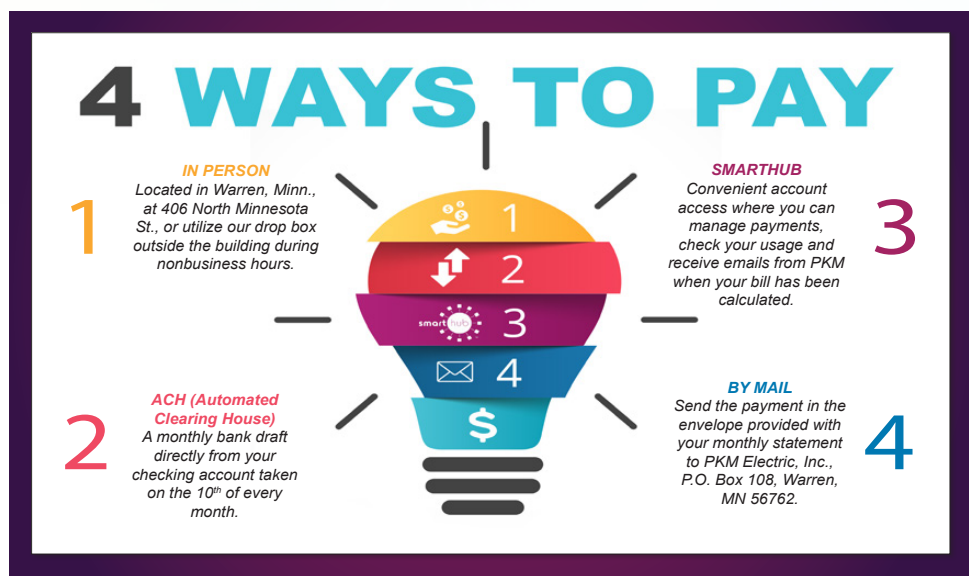 4 WAYS TO PAY
1
IN PERSON
Located in Warren, Minn.,
at 406 North Minnesota
St., or utilize our drop box
outside the building during
nonbusiness hours.
2
ACH (Automated
Clearing House)
A monthly bank draft
directly from your
checking account taken
on the 10th of every
month.
1
2
smarthub 3
4
$
SMARTHUB
Convenient account
access where you can
manage payments,
check your usage and
receive emails from PKM
when your bill has been
calculated.
3
BY MAIL
Send the payment in the
envelope provided with
your monthly statement
to PKM Electric, Inc.,
P.O. Box 108, Warren,
MN 56762.
4